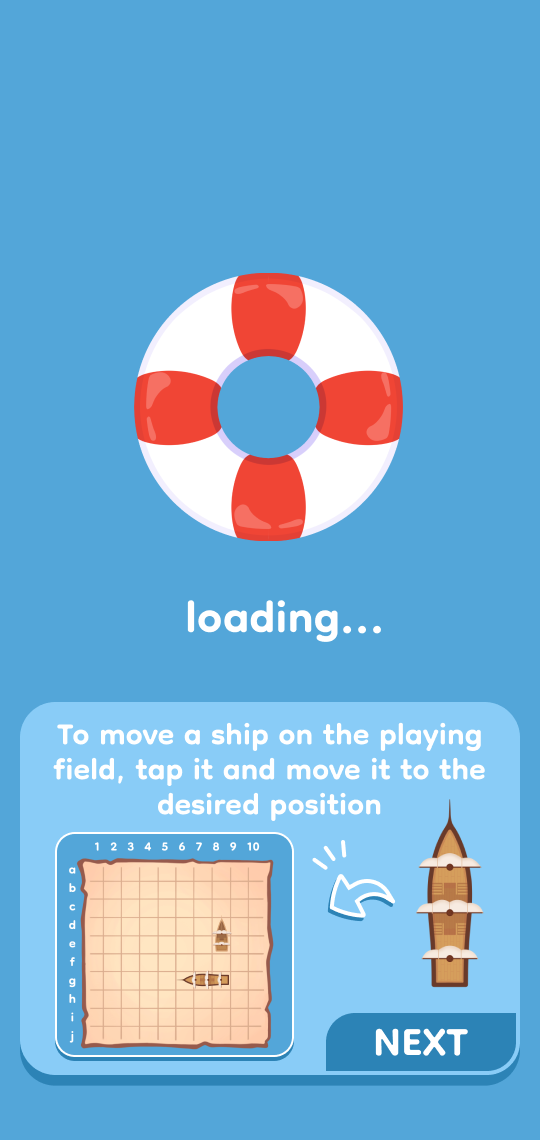 loading...
To move a ship on the playing
field, tap it and move it to the
desired position
1 2 3 4 5 6 7 8 9 10
a
b
c
d
e
f
g
h
i
j
NEXT